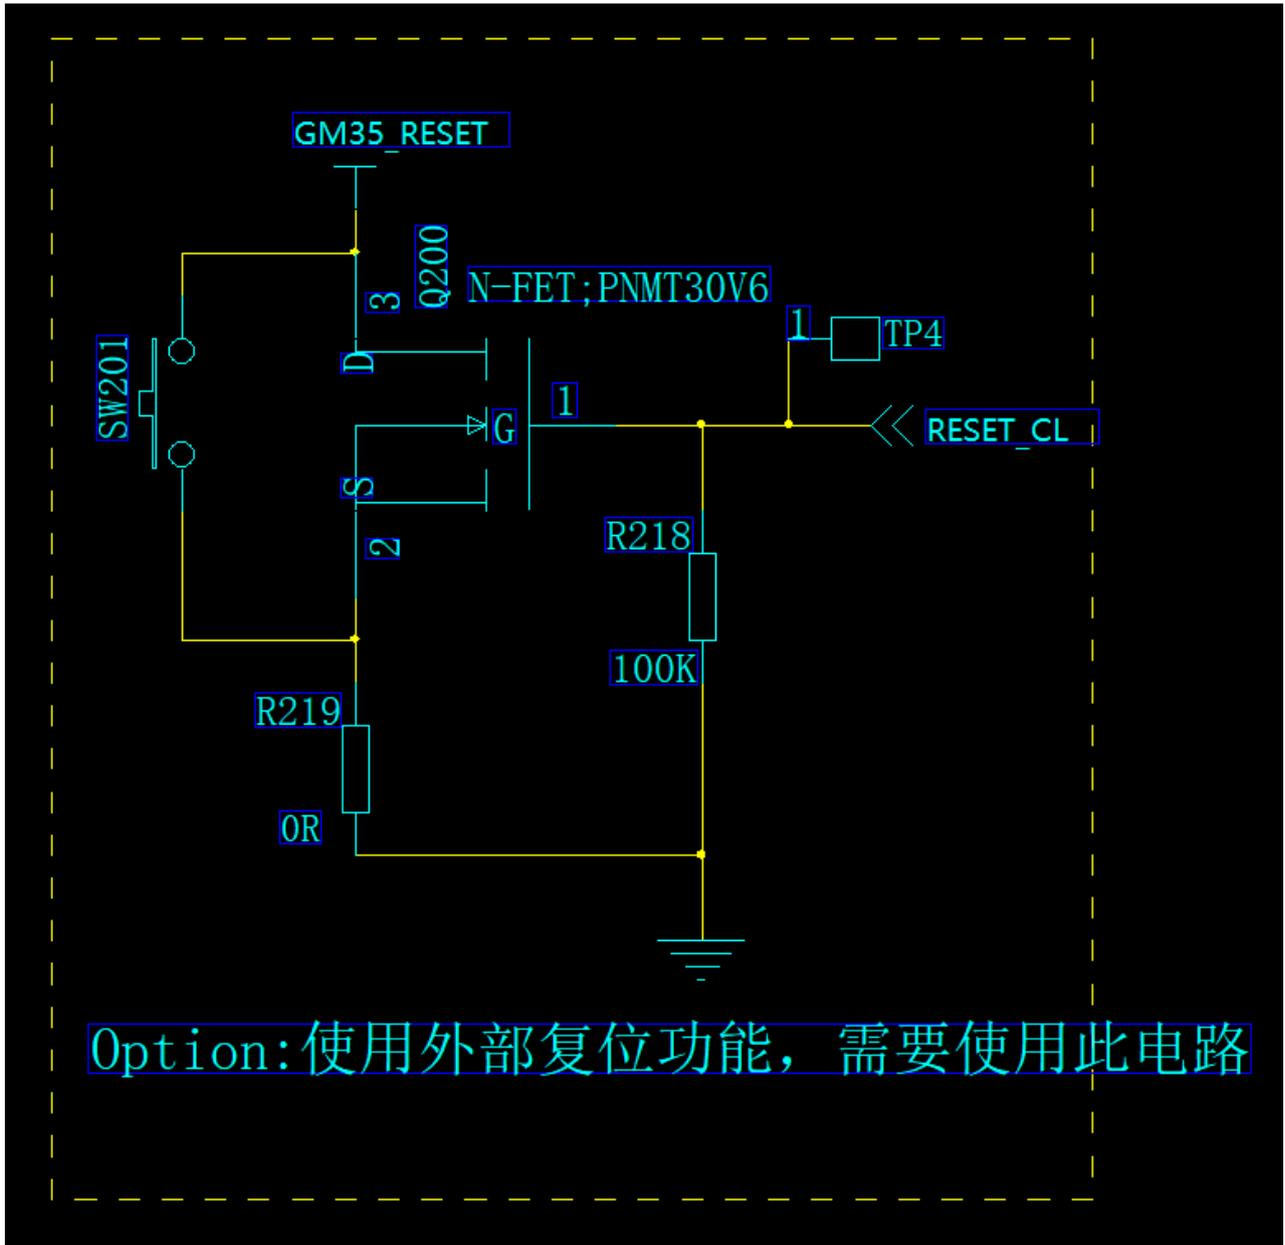 GM35_RESET
Q200
N-FET;PNMT30V6
3
1
TP4
D
SW201
1
G
RESET_CL
S
2
R218
100K
R219
0R
Option:使用外部复位功能，需要使用此电路